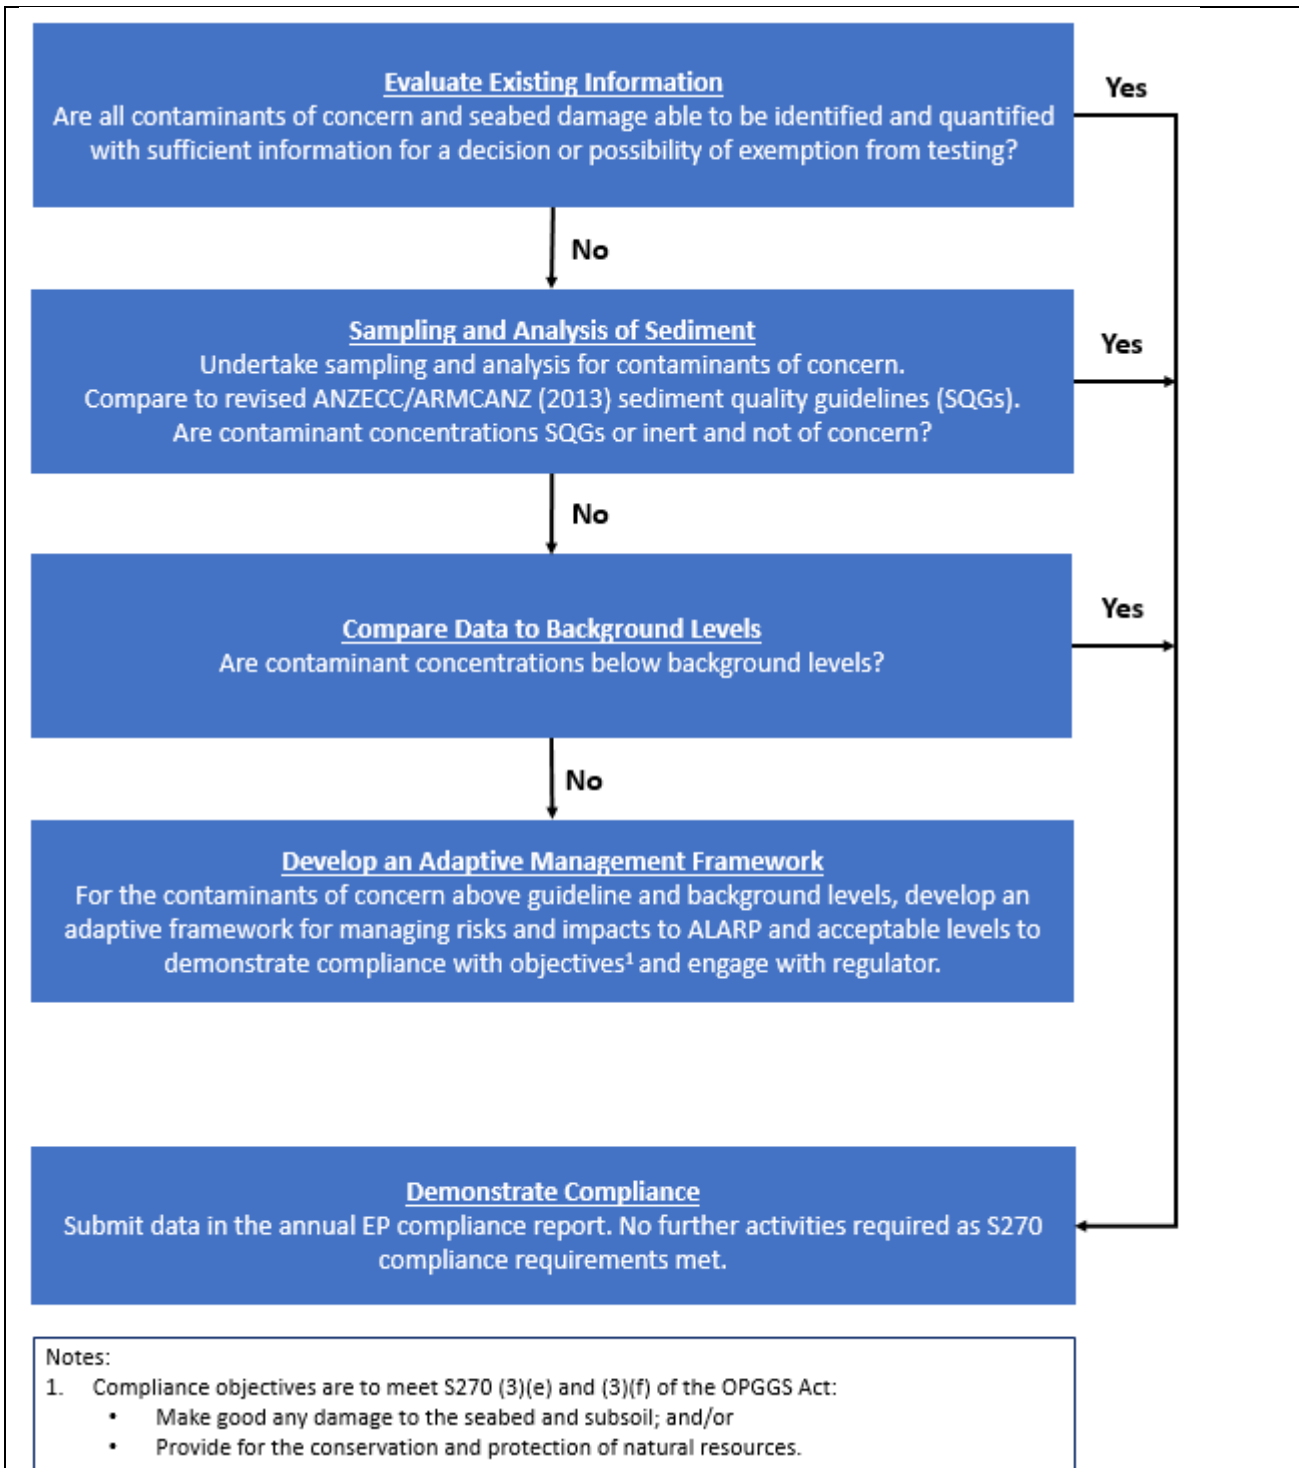 Evaluate Existing Information
Are all contaminants of concern and seabed damage able to be identified and quantified
with sufficient information for a decision or possibility of exemption from testing?
Yes
No
Sampling and Analysis of Sediment
Undertake sampling and analysis for contaminants of concern.
Compare to revised ANZECC/ARMCANZ (2013) sediment quality guidelines (SQGs).
Are contaminant concentrations SQGs or inert and not of concern?
Yes
No
Compare Data to Background Levels
Are contaminant concentrations below background levels?
Yes
No
Develop an Adaptive Management Framework
For the contaminants of concern above guideline and background levels, develop an
adaptive framework for managing risks and impacts to ALARP and acceptable levels to
demonstrate compliance with objectives¹ and engage with regulator.
Demonstrate Compliance
Submit data in the annual EP compliance report. No further activities required as S270
compliance requirements met.
Notes:
1. Compliance objectives are to meet S270 (3)(e) and (3)(f) of the OPGGS Act:
• Make good any damage to the seabed and subsoil; and/or
• Provide for the conservation and protection of natural resources.